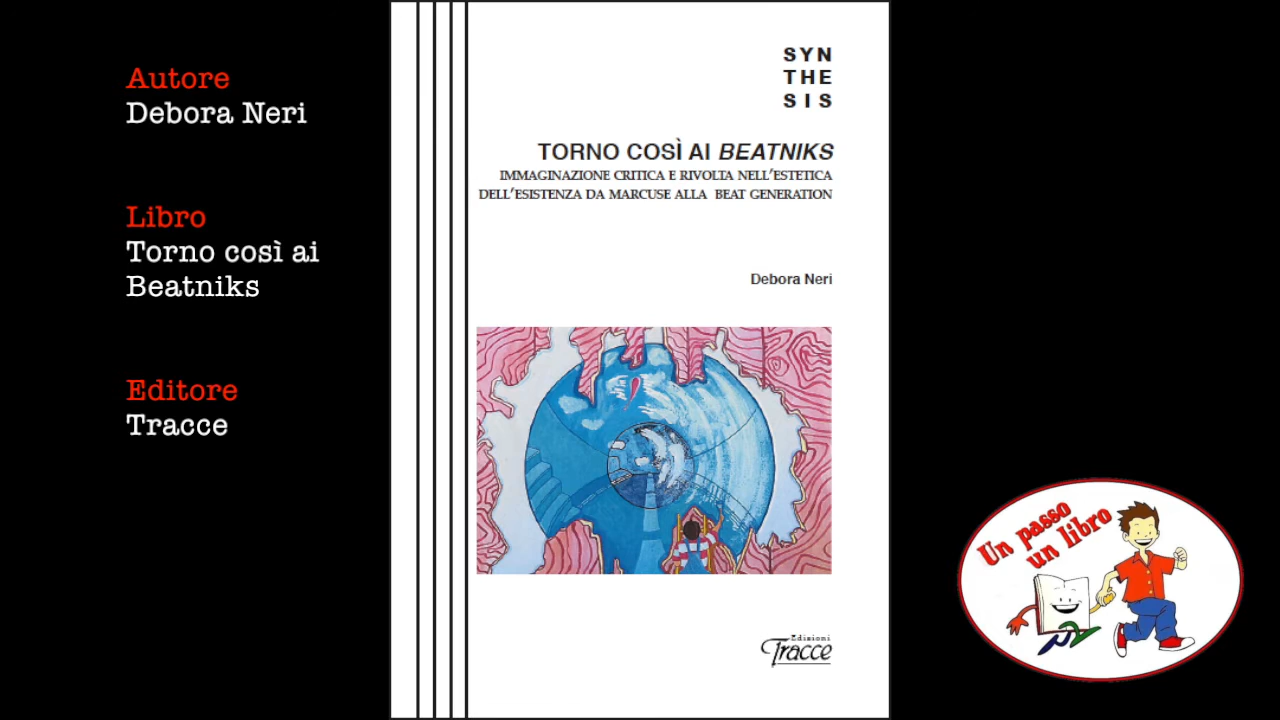 Autore
Debora Neri
Libro
Torno così ai
Beatniks
Editore
Tracce
SYN
THE
SIS
TORNO COSÌ AI BEATNIKS
IMMAGINAZIONE CRITICA E RIVOLTA NELL'ESTETICA
DELL'ESISTENZA DA MARCUSE ALLA BEAT GENERATION
Debora Neri
Edizioni
Tracce
Un passo
un libro